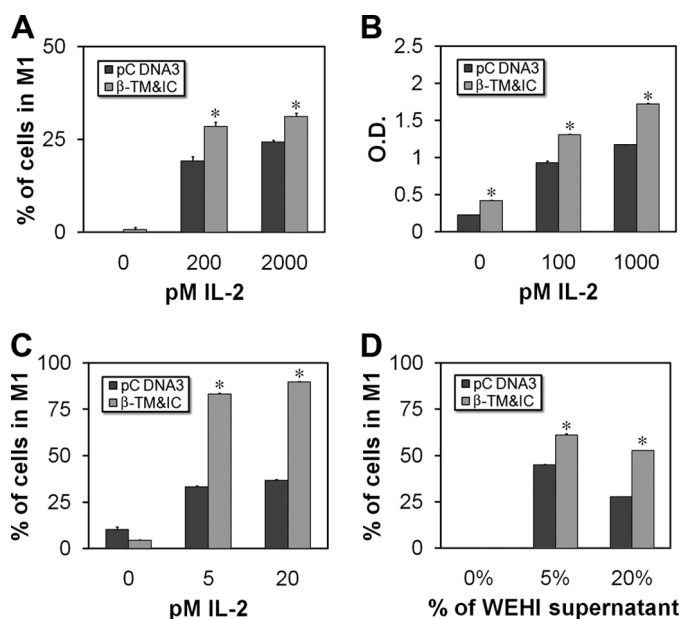 A
% of cells in M1
50
25
0
pC DNA3
β-TM&IC
*
*
0 200 2000
pM IL-2
B
O.D.
2.5
2
1.5
1
0.5
0
pC DNA3
β-TM&IC
*
*
*
0 100 1000
pM IL-2
C
% of cells in M1
100
75
50
25
0
pC DNA3
β-TM&IC
*
*
0 5 20
pM IL-2
D
% of cells in M1
100
75
50
25
0
pC DNA3
β-TM&IC
*
*
0% 5% 20%
% of WEHI supernatant